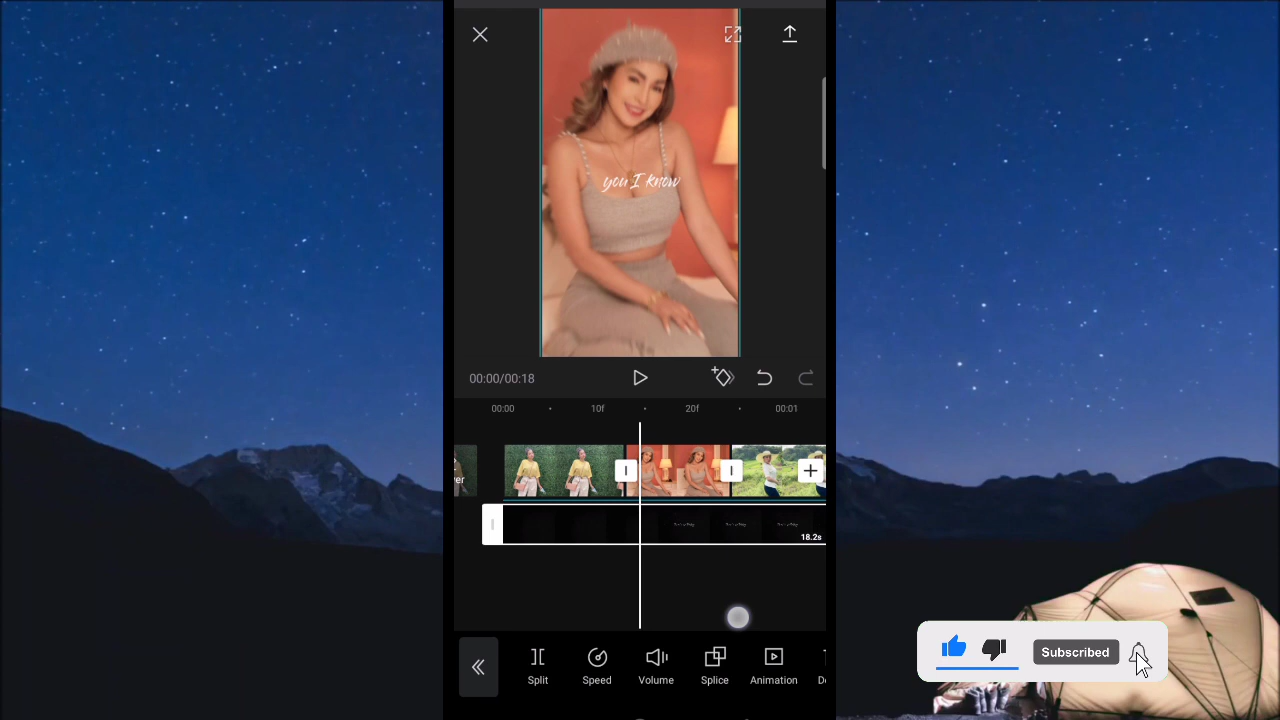 you I know
00:00/00:18
00:00
10f
20f
00:01
ver
18.2s
Split
Speed
Volume
Splice
Animation
Subscribed